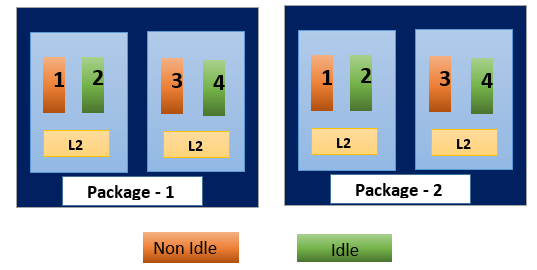 1 2 3 4
L2 L2
Package - 1
1 2 3 4
L2 L2
Package - 2
Non Idle
Idle